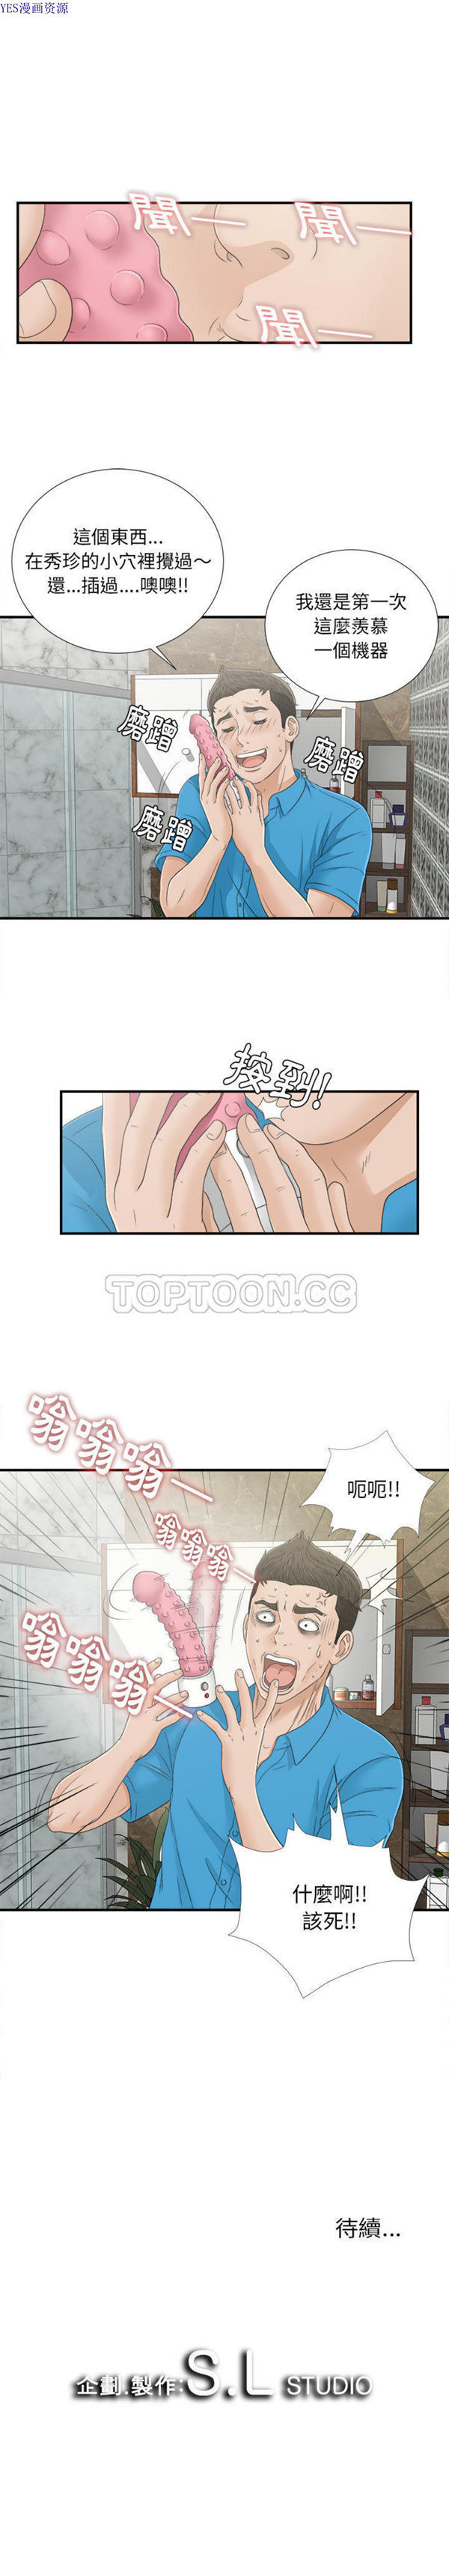 YES漫画资源
聞—
聞—
聞—
這個東西...
在秀珍的小穴裡攪過～
還...插過....噢噢!!
我還是第一次
這麼羨慕
一個機器
磨蹭
磨蹭
磨蹭
按到!
TOPTOON.CC
嗡嗡嗡—
呃呃!!
嗡嗡嗡—
嗡嗡嗡—
什麼啊!!
該死!!
待續...
企劃.製作:S.L STUDIO